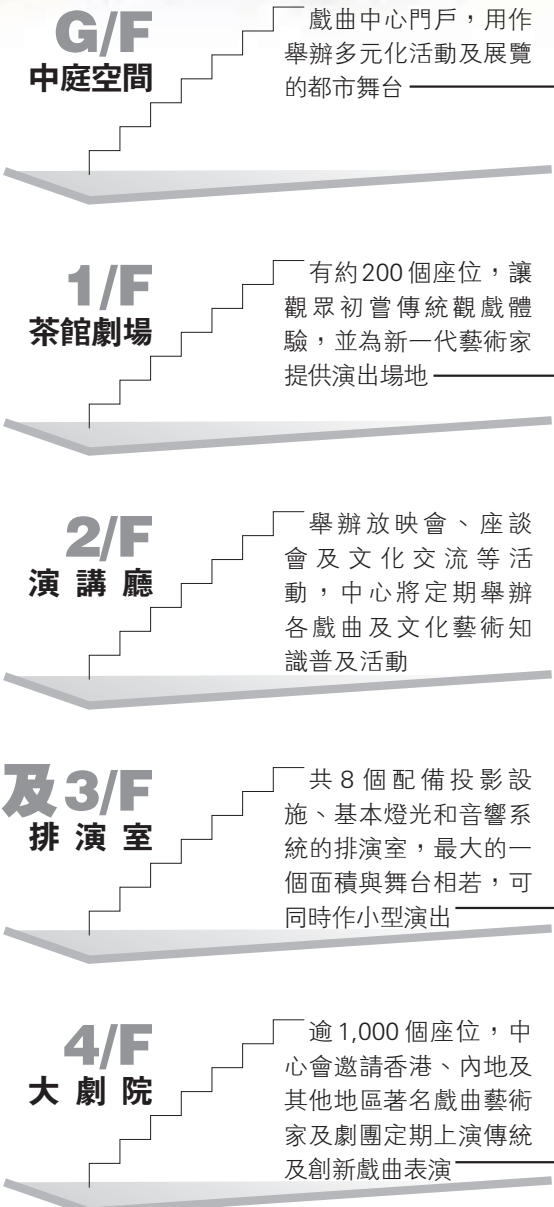 G/F
中庭空間
戲曲中心門戶，用作
舉辦多元化活動及展覽
的都市舞台
1/F
茶館劇場
有約200個座位，讓
觀眾初嘗傳統觀戲體
驗，並為新一代藝術家
提供演出場地
2/F
演講廳
舉辦放映會、座談
會及文化交流等活
動，中心將定期舉辦
各戲曲及文化藝術知
識普及活動
及3/F
排演室
共8個配備投影設
施、基本燈光和音響系
統的排演室，最大的一
個面積與舞台相若，可
同時作小型演出
4/F
大劇院
逾1,000個座位，中
心會邀請香港、內地及
其他地區著名戲曲藝術
家及劇團定期上演傳統
及創新戲曲表演